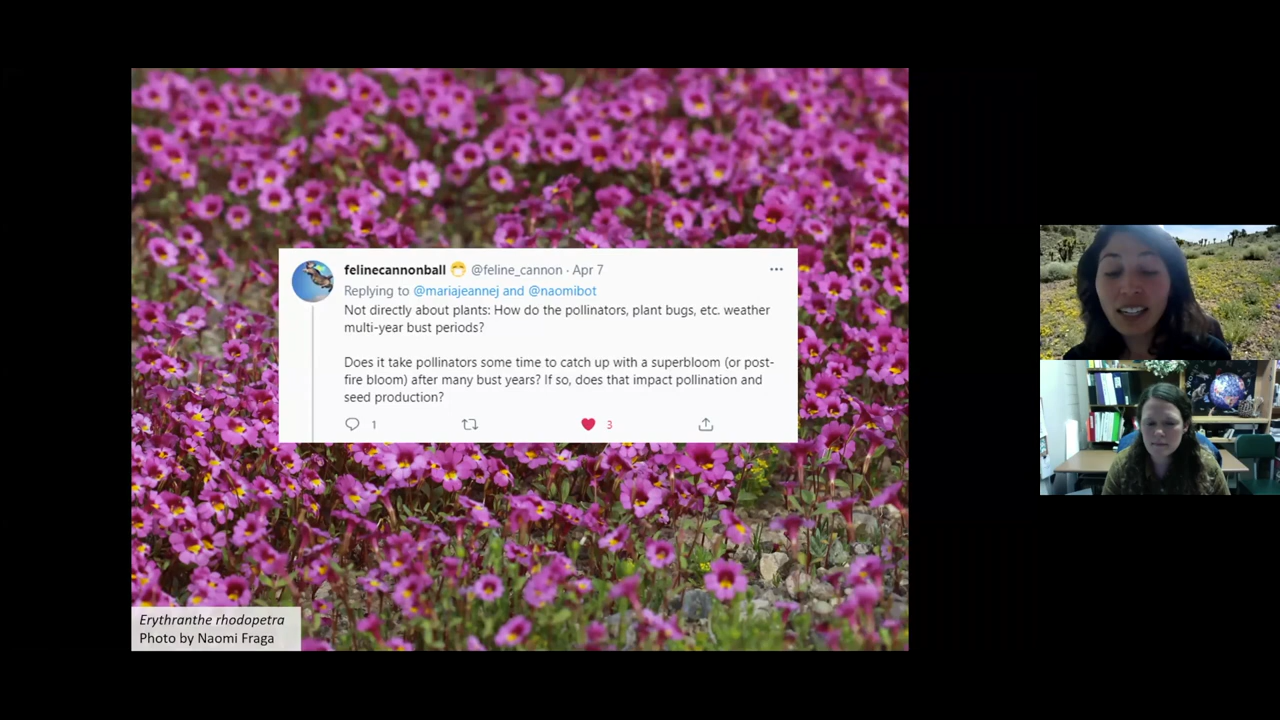 felinecannonball 😷 @feline_cannon · Apr 7
Replying to @mariajeannej and @naomibot
Not directly about plants: How do the pollinators, plant bugs, etc. weather
multi-year bust periods?
Does it take pollinators some time to catch up with a superbloom (or post-
fire bloom) after many bust years? If so, does that impact pollination and
seed production?
1
3
Erythranthe rhodopetra
Photo by Naomi Fraga